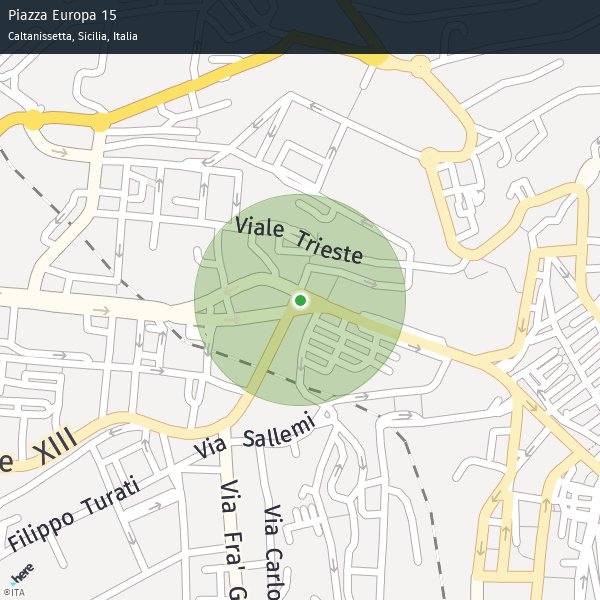 Piazza Europa 15
Caltanissetta, Sicilia, Italia
Viale Trieste
e XIII
Via Sallemi
Filippo Turati
Via Fra' G
Via Carlo
here
©ITA